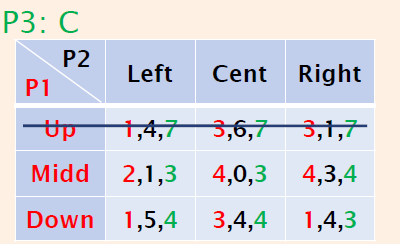 P3: C
P2
P1 Left Cent Right
Up 1,4,7 3,6,7 3,1,7
Midd 2,1,3 4,0,3 4,3,4
Down 1,5,4 3,4,4 1,4,3